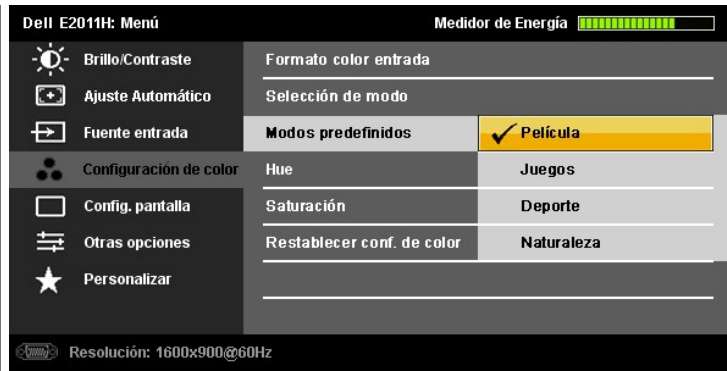 Dell E2011H: Menú Medidor de Energía
Brillo/Contraste Formato color entrada
Ajuste Automático Selección de modo
Fuente entrada Modos predefinidos Película
Configuración de color Hue Juegos
Config. pantalla Saturación Deporte
Otras opciones Restablecer conf. de color Naturaleza
Personalizar
Resolución: 1600x900@60Hz